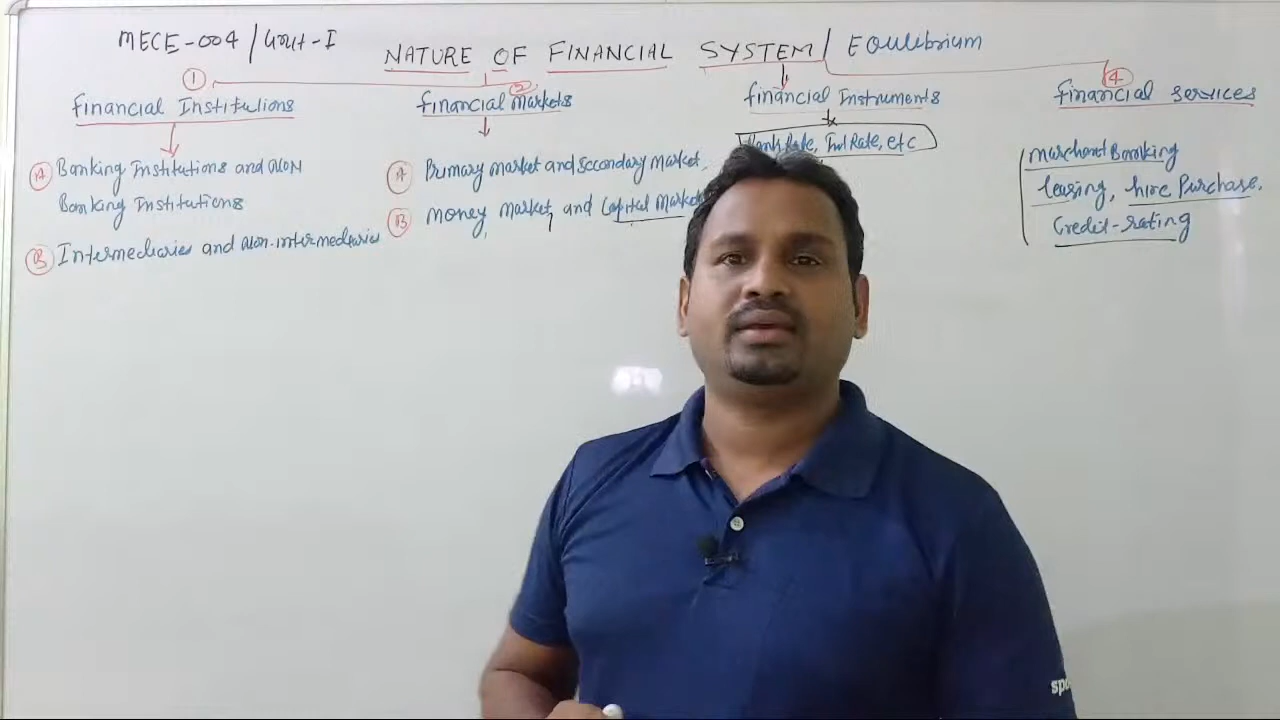 MECE-004 / Unit-I
NATURE OF FINANCIAL SYSTEM / Equilibrium
1
Financial Institutions
A Banking Institutions and NON
Banking Institutions
B Intermediaries and Non-intermediaries
2
Financial Markets
A Primary market and Secondary Market,
B Money Market, and Capital Market
Financial Instruments
Bank Rate, Int Rate, etc
4
Financial Services
Merchant Banking
leasing, hire Purchase,
Credit-rating